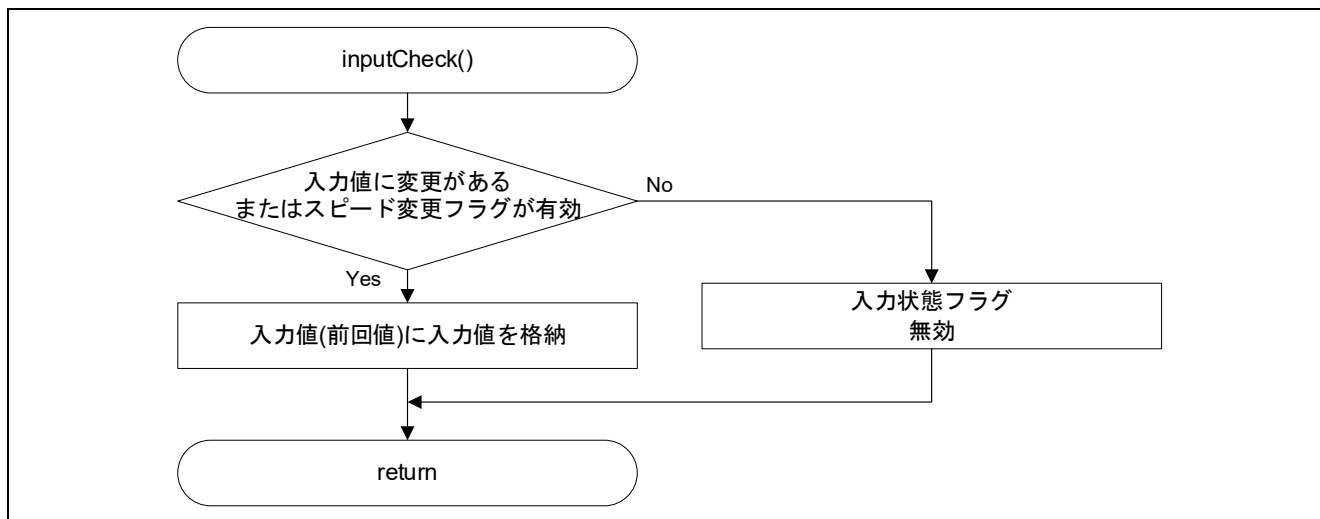 inputCheck()
入力値に変更がある
またはスピード変更フラグが有効
No
Yes
入力値(前回値)に入力値を格納
入力状態フラグ
無効
return